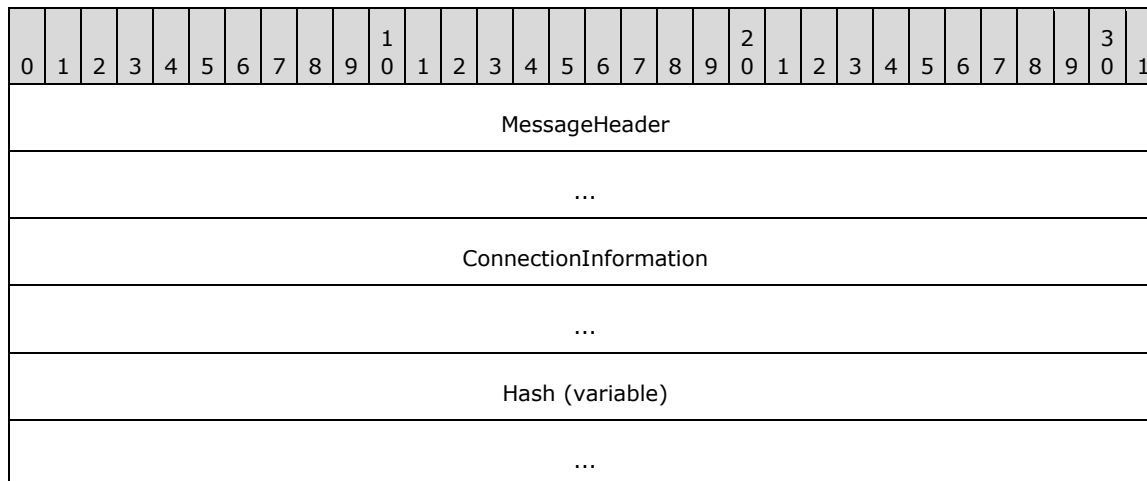 1 2 3
0 1 2 3 4 5 6 7 8 9 0 1 2 3 4 5 6 7 8 9 0 1 2 3 4 5 6 7 8 9 0 1
MessageHeader
...
ConnectionInformation
...
Hash (variable)
...